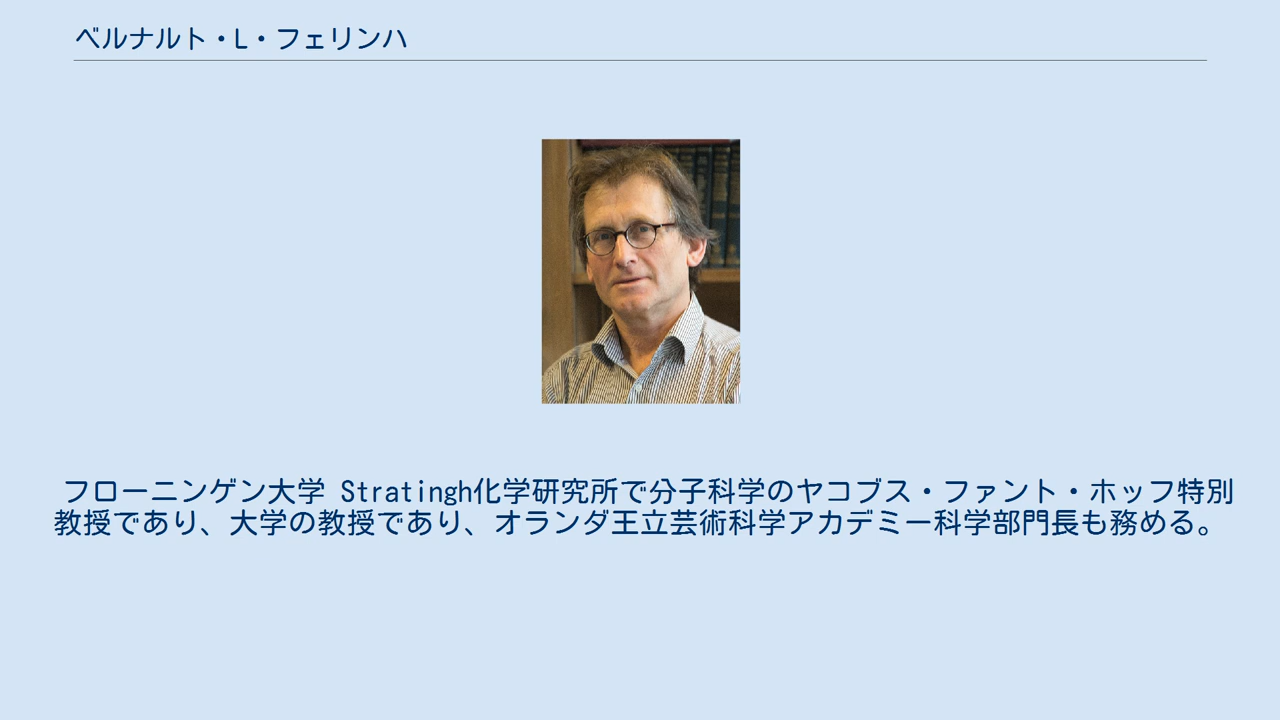 ベルナルト・L・フェリンハ
フローニンゲン大学 Stratingh化学研究所で分子科学のヤコブス・ファント・ホッフ特別
教授であり、大学の教授であり、オランダ王立芸術科学アカデミー科学部門長も務める。